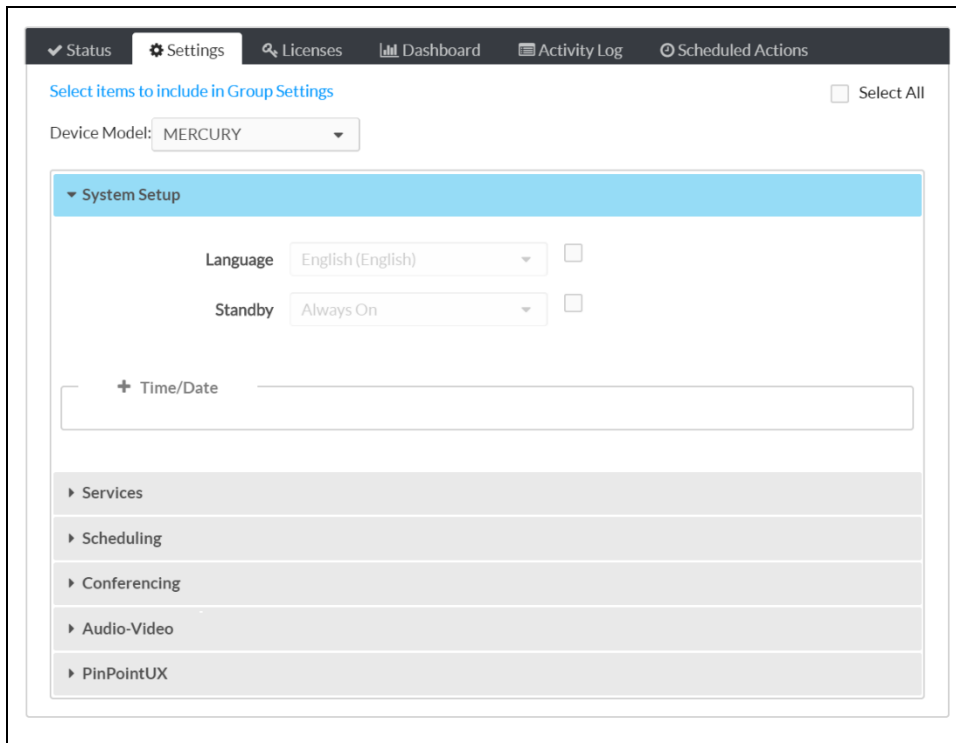 Status Settings Licenses Dashboard Activity Log Scheduled Actions
Select items to include in Group Settings Select All
Device Model: MERCURY
System Setup
Language English (English)
Standby Always On
Time/Date
Services
Scheduling
Conferencing
Audio-Video
PinPointUX